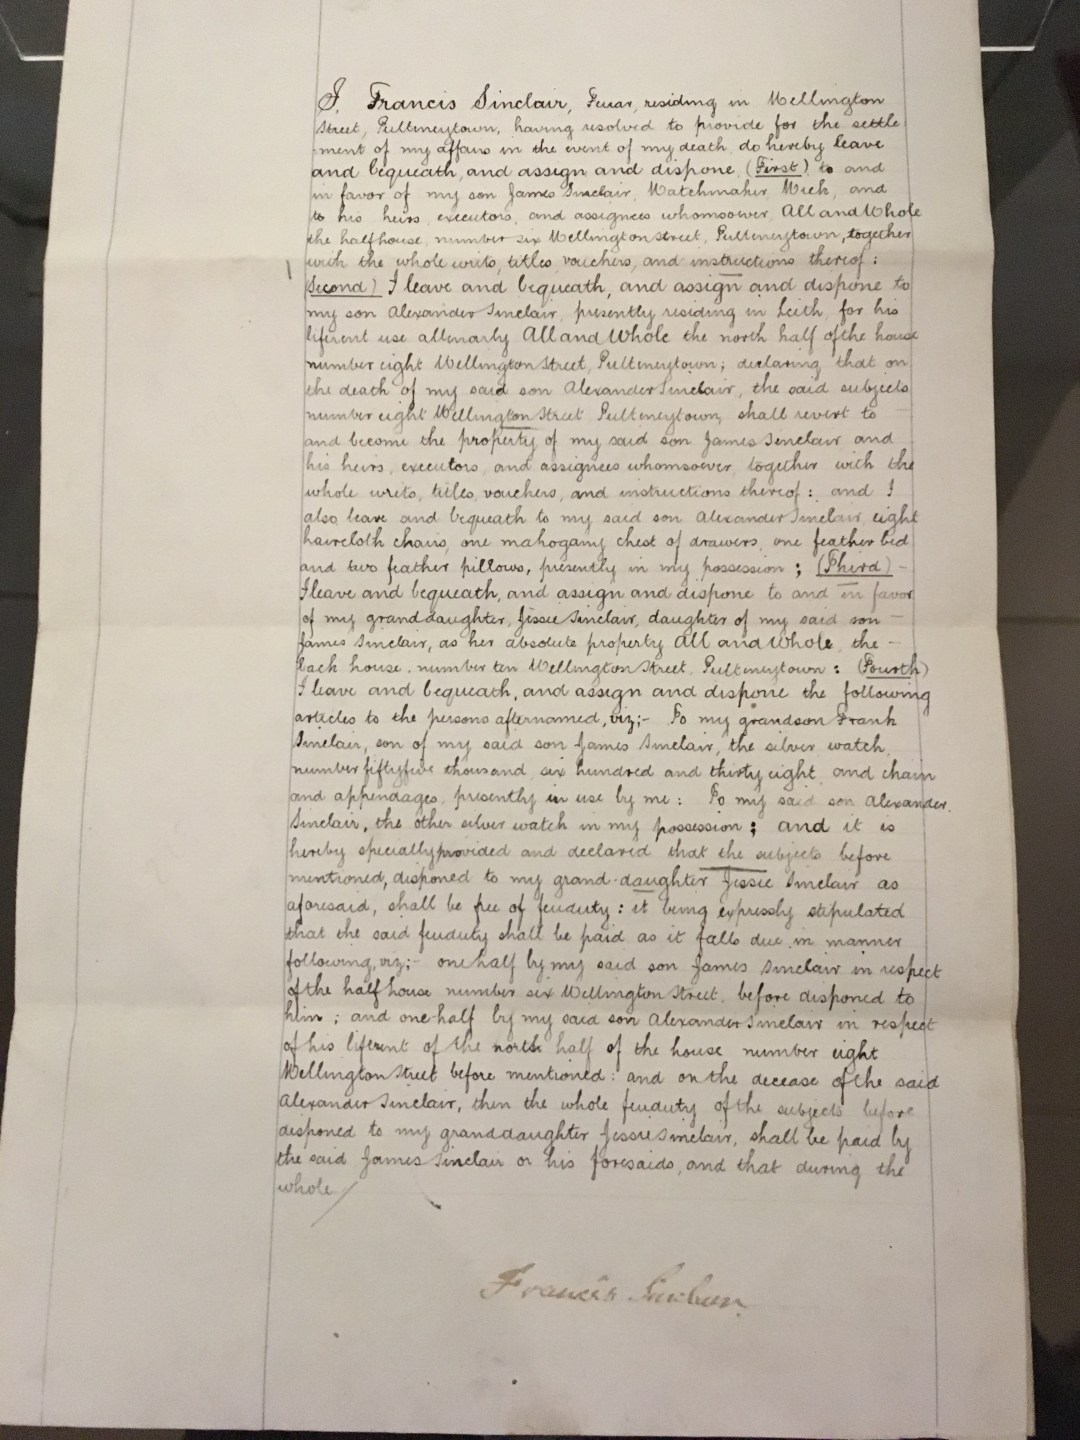 I, Francis Sinclair, Feuar, residing in Wellington
Street, Pulteneytown, having resolved to provide for the settle
ment of my affairs in the event of my death, do hereby leave
and bequeath, and assign and dispone, (First) to and
in favor of my son James Sinclair, Watchmaker, Wick, and
to his heirs, executors, and assignees whomsoever, All and Whole
the half house, number six Wellington Street, Pulteneytown, together
with the whole writs, titles, vouchers, and instructions thereof:
(Second) I leave and bequeath, and assign and dispone to
my son Alexander Sinclair, presently residing in Leith, for his
liferent use allenarly All and Whole the north half of the house
number eight Wellington Street, Pulteneytown; declaring that on
the death of my said son Alexander Sinclair, the said subjects
number eight Wellington Street Pulteneytown, shall revert to —
and become the property of my said son James Sinclair and
his heirs, executors, and assignees whomsoever, together with the
whole writs, titles, vouchers, and instructions thereof: and I
also leave and bequeath to my said son Alexander Sinclair eight
haircloth chairs, one mahogany chest of drawers, one feather bed
and two feather pillows, presently in my possession; (Third) —
I leave and bequeath, and assign and dispone to and in favor
of my granddaughter, Jessie Sinclair, daughter of my said son —
James Sinclair, as her absolute property All and Whole, the —
back house, number ten Wellington Street, Pulteneytown: (Fourth)
I leave and bequeath, and assign and dispone the following
articles to the persons afternamed, viz;- To my grandson Frank
Sinclair, son of my said son James Sinclair, the silver watch,
number fiftyfive thousand, six hundred and thirty eight, and chain
and appendages, presently in use by me: To my said son Alexander
Sinclair, the other silver watch in my possession; and it is
hereby specially provided and declared that the subjects before
mentioned, disponed to my grand-daughter Jessie Sinclair as
aforesaid, shall be free of feuduty: it being expressly stipulated
that the said feuduty shall be paid as it falls due in manner
following, viz;- one half by my said son James Sinclair in respect
of the half house number six Wellington Street, before disponed to
him; and one-half by my said son Alexander Sinclair in respect
of his liferent of the north half of the house number eight
Wellington Street before mentioned: and on the decease of the said
Alexander Sinclair, then the whole feuduty of the subjects before
disponed to my granddaughter Jessie Sinclair, shall be paid by
the said James Sinclair or his foresaids, and that during the
whole/
Francis Sinclair